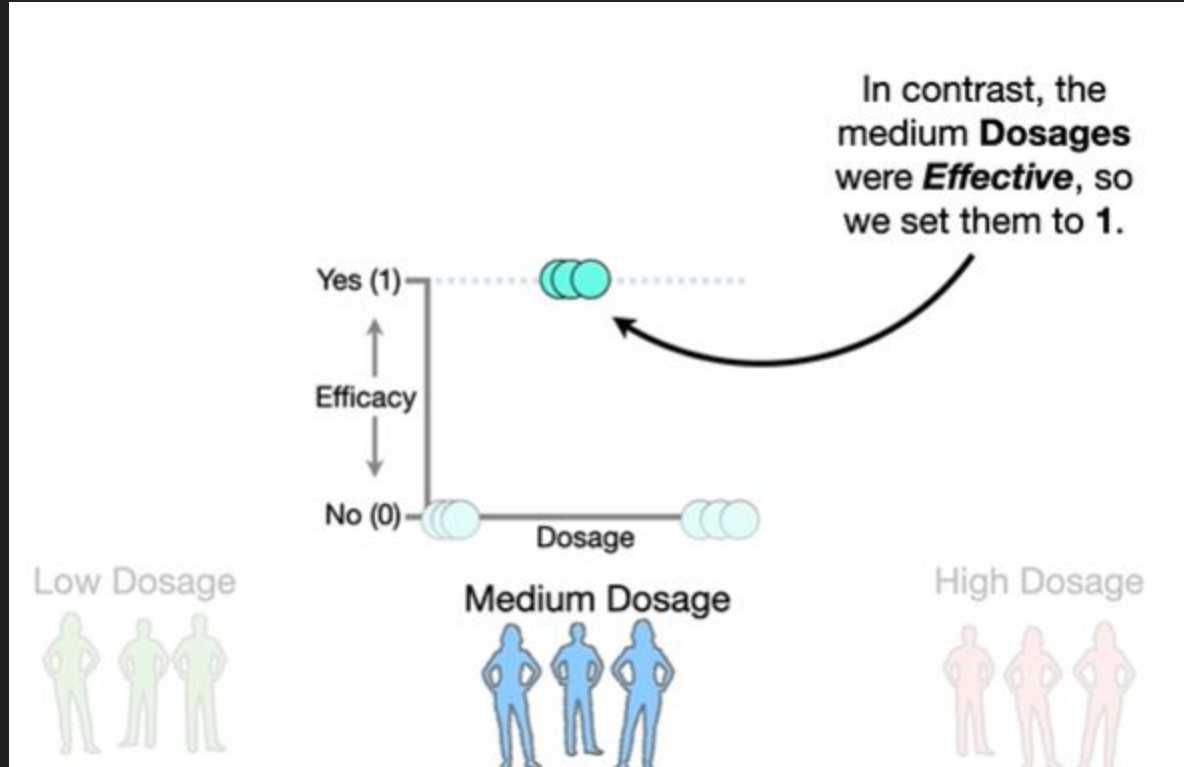 In contrast, the
medium Dosages
were Effective, so
we set them to 1.
Yes (1)
Efficacy
No (0)
Dosage
Low Dosage
Medium Dosage
High Dosage